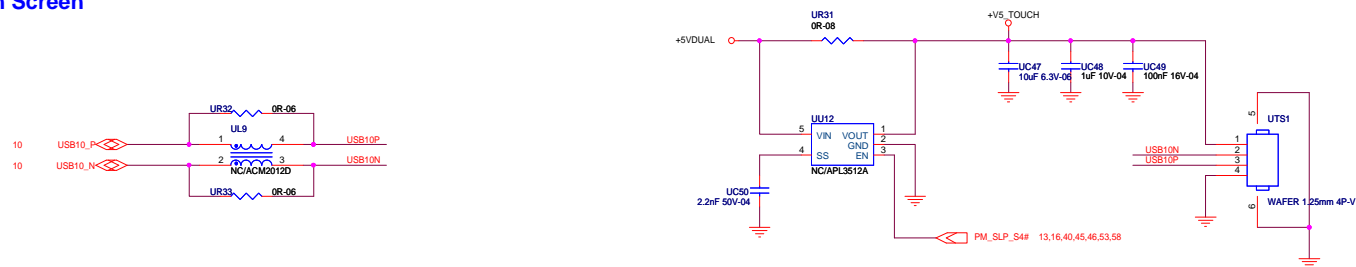 Screen
UR31
0R-08
+5VDUAL
+V5_TOUCH
UC47
10uF 6.3V-06
UC48
1uF 10V-04
UC49
100nF 16V-04
UR32
0R-06
UL9
1
4
10
USB10_P
USB10P
10
USB10_N
2
3
USB10N
NC/ACM2012D
UR33
0R-06
UU12
5
VIN
VOUT
1
GND
2
4
SS
EN
3
NC/APL3512A
UC50
2.2nF 50V-04
PM_SLP_S4#
13,16,40,45,46,53,58
5
UTS1
1
USB10N
2
USB10P
3
4
6
WAFER 1.25mm 4P-V